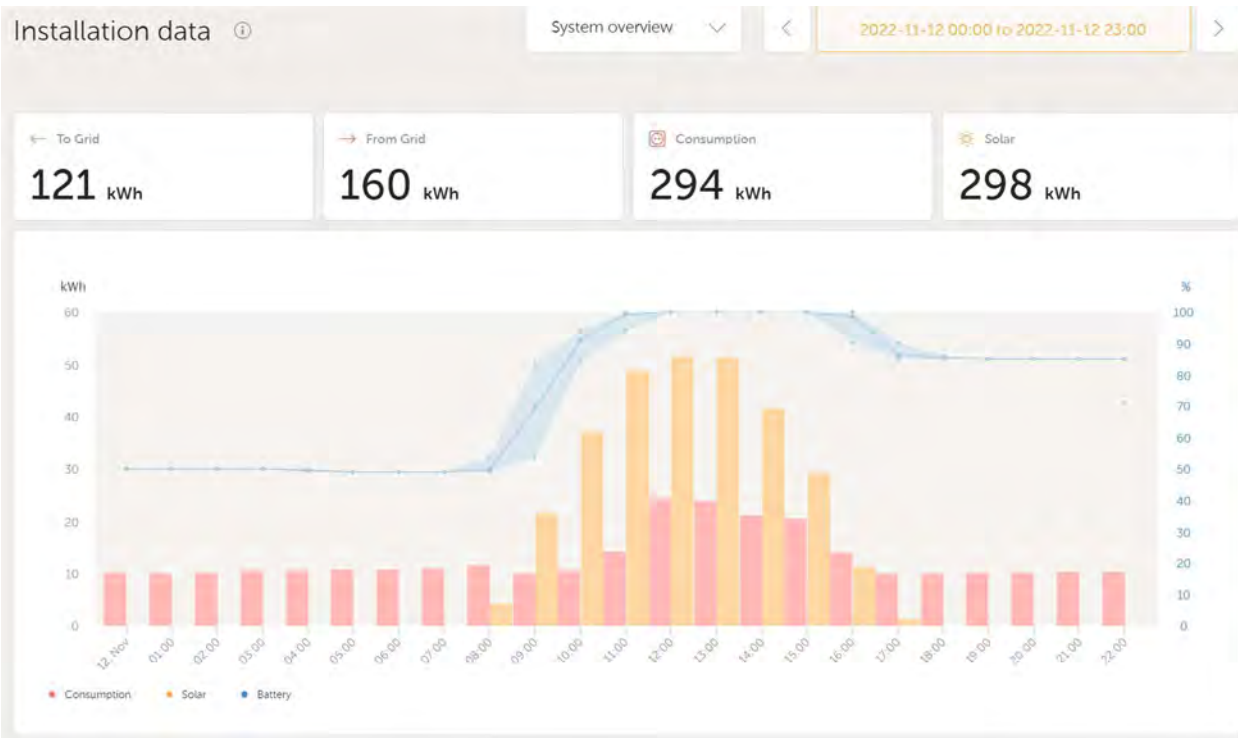 Installation data
System overview
2022-11-12 00:00 to 2022-11-12 23:00
To Grid
From Grid
Consumption
Solar
121 kWh
160 kWh
294 kWh
298 kWh
kWh
%
60
100
90
50
80
40
70
60
30
50
20
40
30
10
20
10
0
0
12. Nov
01:00
02:00
03:00
04:00
05:00
06:00
07:00
08:00
09:00
10:00
11:00
12:00
13:00
14:00
15:00
16:00
17:00
18:00
19:00
20:00
21:00
22:00
Consumption
Solar
Battery